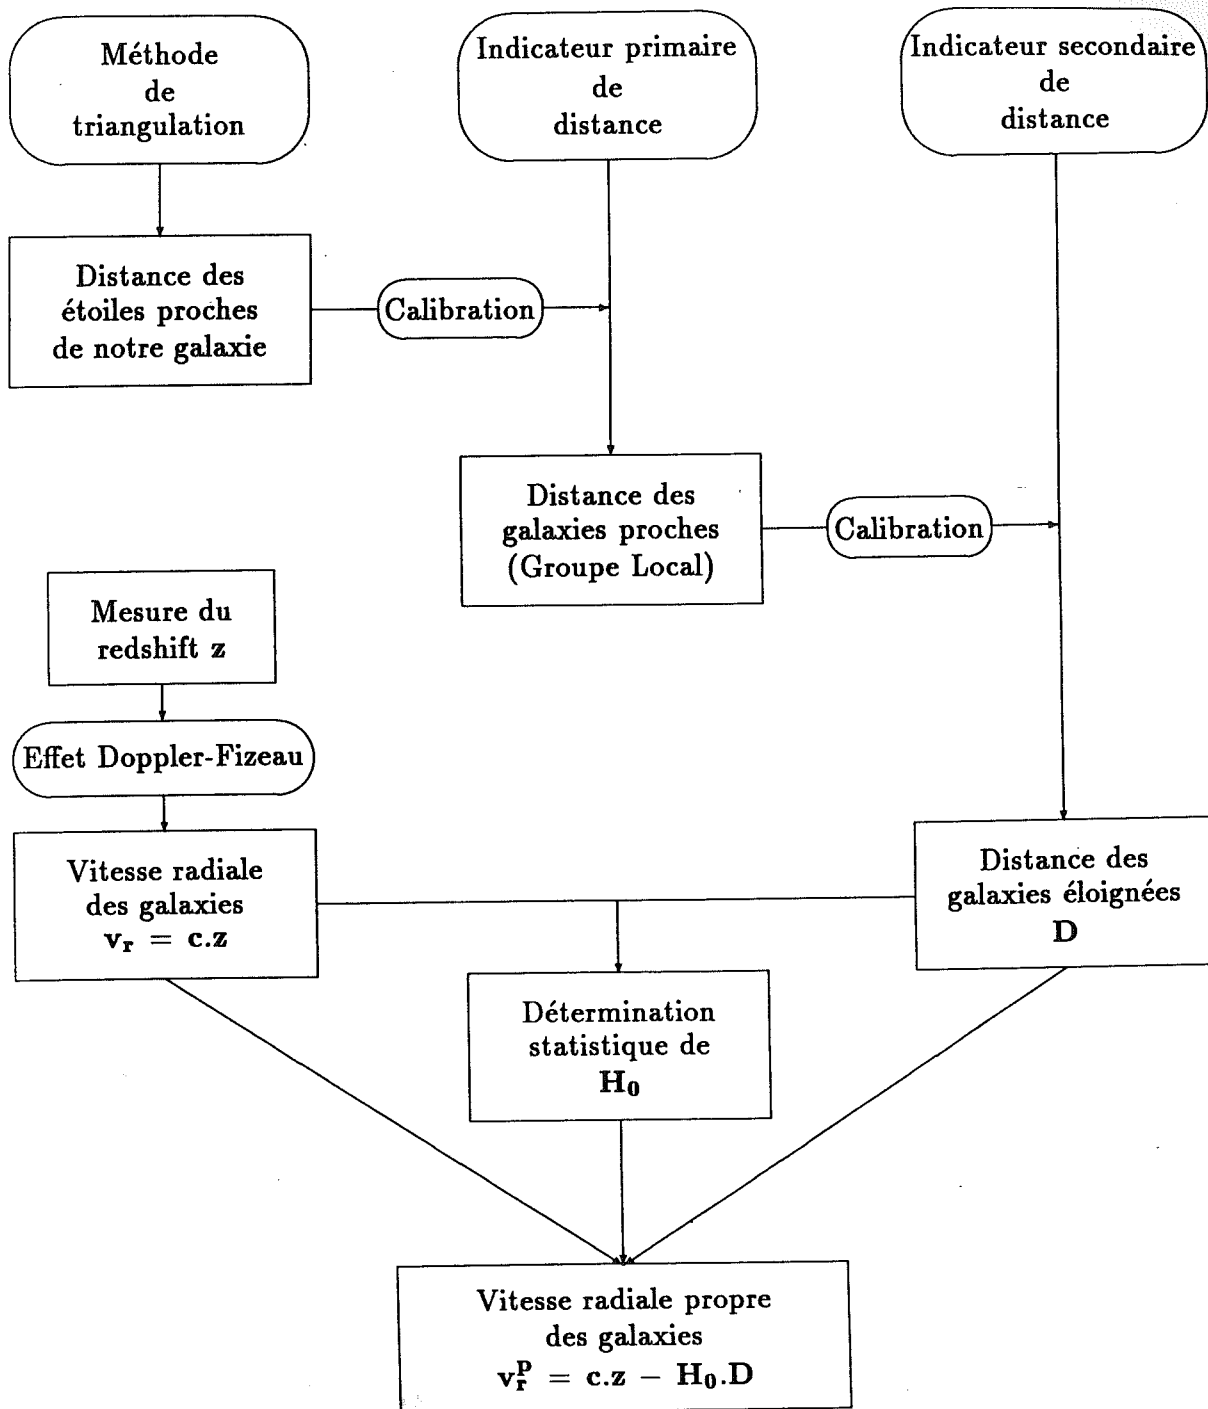 Méthode
de
triangulation
Indicateur primaire
de
distance
Indicateur secondaire
de
distance
Distance des
étoiles proches
de notre galaxie
Calibration
Distance des
galaxies proches
(Groupe Local)
Calibration
Mesure du
redshift z
Effet Doppler-Fizeau
Vitesse radiale
des galaxies
v_r = c.z
Distance des
galaxies éloignées
D
Détermination
statistique de
H₀
Vitesse radiale propre
des galaxies
v_r^p = c.z − H₀.D